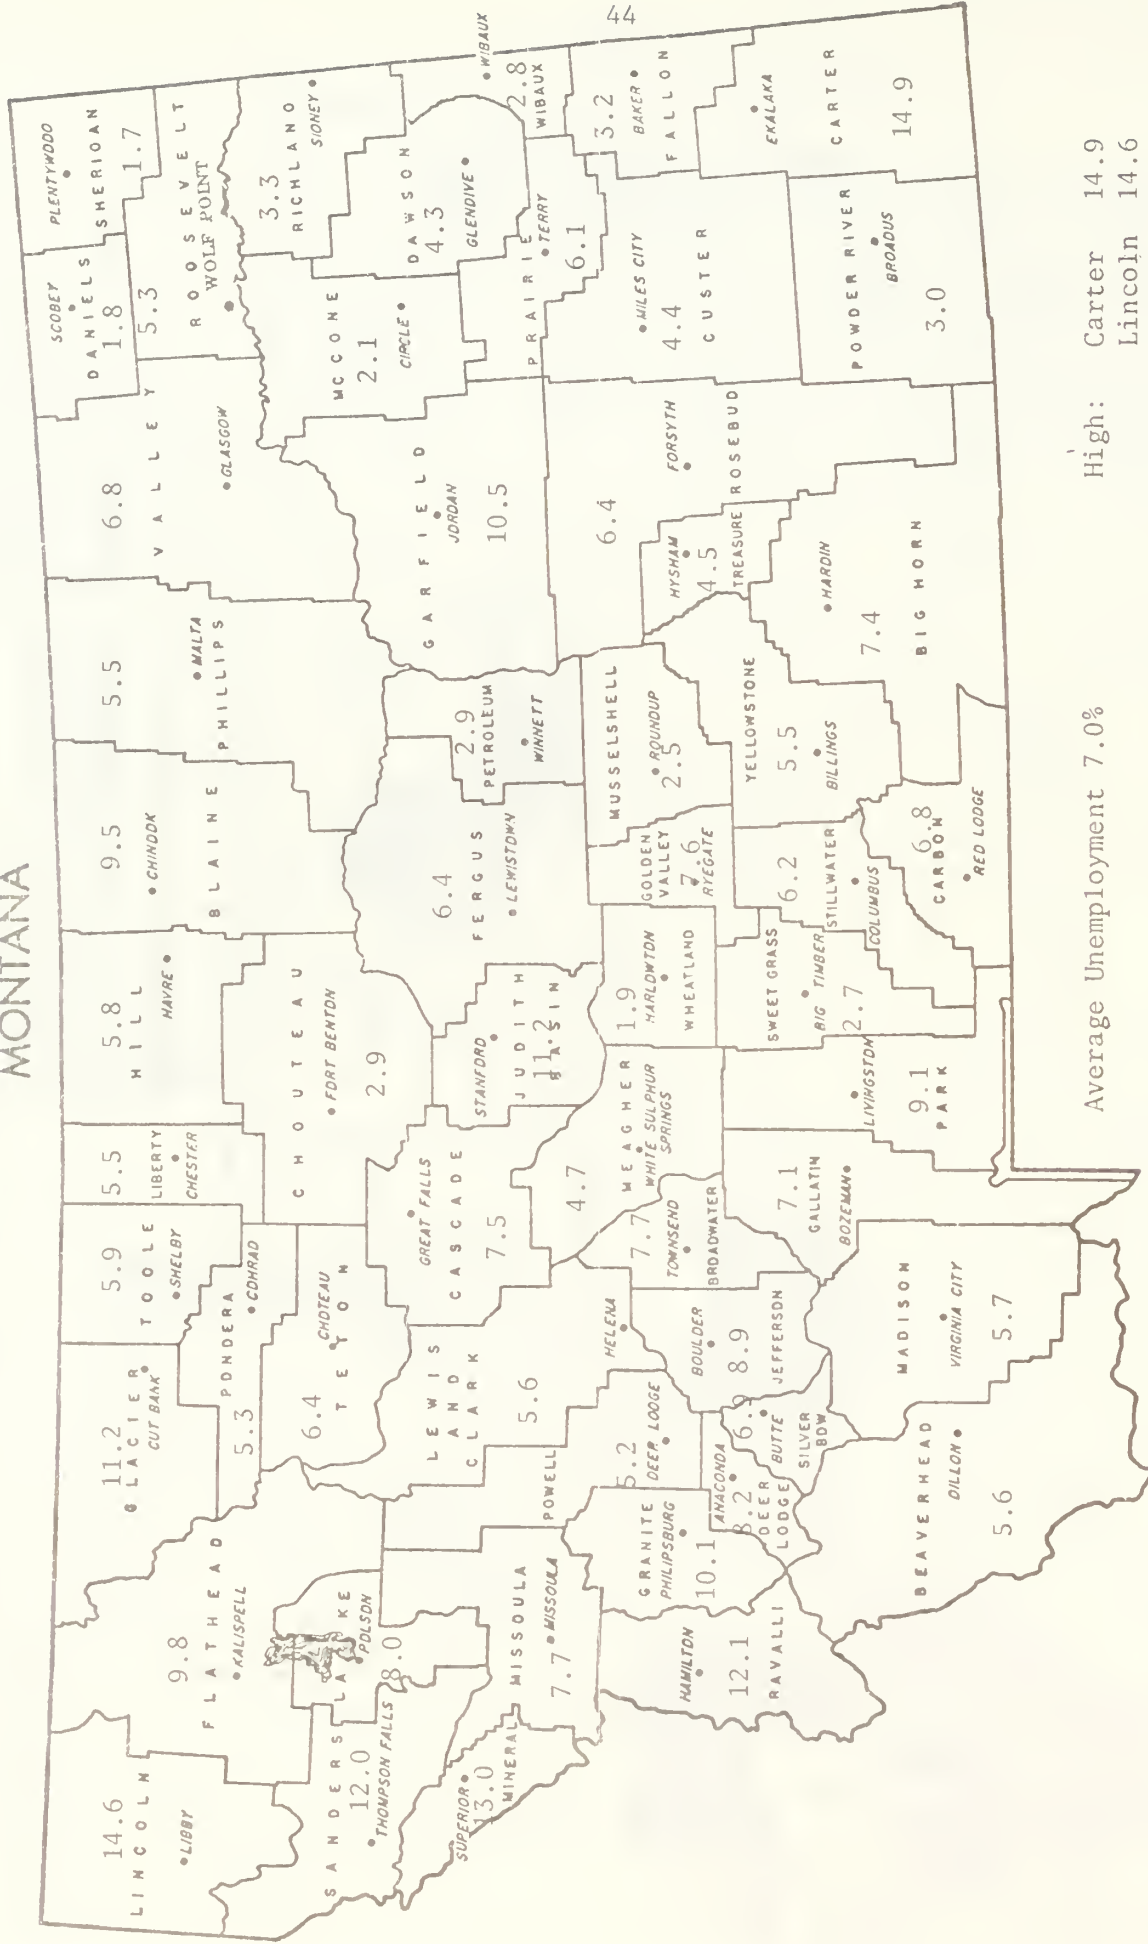 44
MONTANA
14.6
LINCOLN
LIBBY
9.8
FLATHEAD
KALISPELL
11.2
GLACIER
CUT BANK
5.9
TOOLE
SHELBY
5.5
LIBERTY
CHESTER
5.8
HILL
HAVRE
9.5
CHINOOK
BLAINE
5.5
MALTA
PHILLIPS
6.8
VALLEY
GLASGOW
SCOBEY
DANIELS
1.8
PLENTYWOOD
SHERIDAN
1.7
5.3
ROOSEVELT
WOLF POINT
PONDERA
CONRAD
5.3
6.4
CHOTEAU
TETON
CHOUTEAU
FORT BENTON
2.9
SANDERS
12.0
THOMPSON FALLS
LAKE
POLSON
8.0
SUPERIOR
13.0
MINERAL
MISSOULA
7.7
MISSOULA
POWELL
5.2
DEER LODGE
LEWIS
AND
CLARK
5.6
HELENA
GREAT FALLS
CASCADE
7.5
STANFORD
JUDITH
11.2
BASIN
6.4
FERGUS
LEWISTOWN
2.9
PETROLEUM
WINNETT
GARFIELD
JORDAN
10.5
MCCONE
2.1
CIRCLE
3.3
RICHLAND
SIDNEY
DAWSON
4.3
GLENDIVE
PRAIRIE
TERRY
6.1
WIBAUX
2.8
WIBAUX
HAMILTON
12.1
RAVALLI
GRANITE
PHILIPSBURG
10.1
ANACONDA
8.2
DEER
LODGE
6.9
BUTTE
SILVER
BOW
BOULDER
8.9
JEFFERSON
7.7
TOWNSEND
BROADWATER
4.7
MEAGHER
WHITE SULPHUR
SPRINGS
1.9
HARLOWTON
WHEATLAND
GOLDEN
VALLEY
7.6
RYEGATE
MUSSELSHELL
ROUNDUP
2.5
6.4
FORSYTH
ROSEBUD
HYSHAM
4.5
TREASURE
MILES CITY
4.4
CUSTER
3.2
BAKER
FALLON
BEAVERHEAD
DILLON
5.6
MADISON
VIRGINIA CITY
5.7
7.1
GALLATIN
BOZEMAN
LIVINGSTON
9.1
PARK
SWEET GRASS
BIG TIMBER
2.7
6.2
STILLWATER
COLUMBUS
6.8
CARBON
RED LODGE
YELLOWSTONE
5.5
BILLINGS
HARDIN
7.4
BIG HORN
POWDER RIVER
BROADUS
3.0
EKALAKA
CARTER
14.9
Average Unemployment 7.0%
High: Carter 14.9
Lincoln 14.6